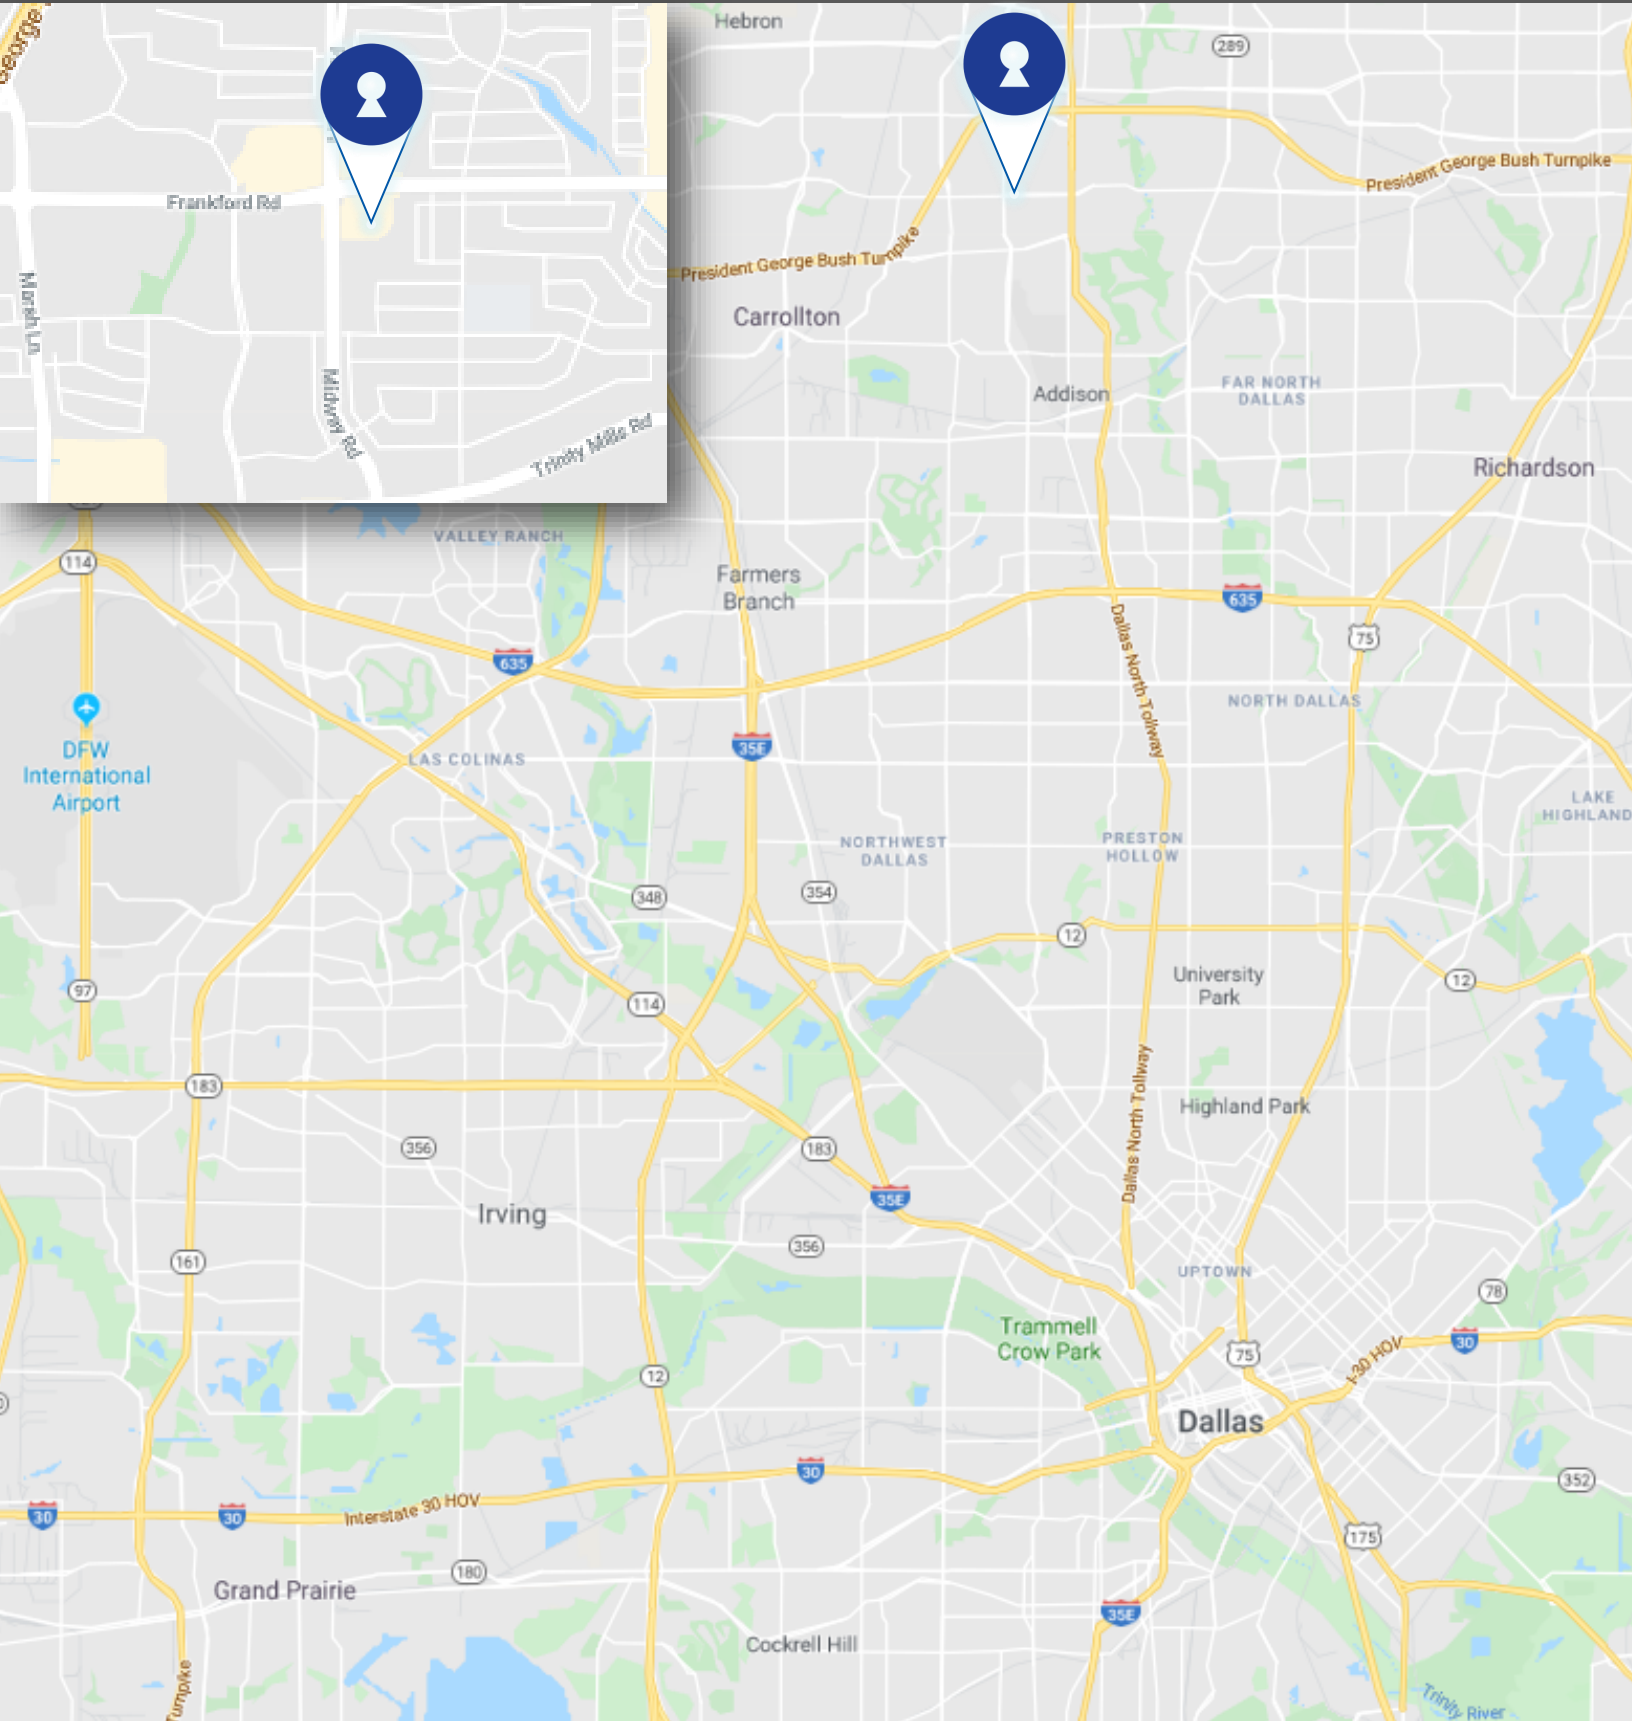 George
Frankford Rd
Marsh Ln
Midway Rd
Trinity Mills Rd
Hebron
289
President George Bush Turnpike
President George Bush Turnpike
Carrollton
Addison
FAR NORTH
DALLAS
Richardson
VALLEY RANCH
114
Farmers
Branch
635
635
75
Dallas North Tollway
NORTH DALLAS
DFW
International
Airport
LAS COLINAS
35E
LAKE
HIGHLAND
NORTHWEST
DALLAS
PRESTON
HOLLOW
348
354
12
University
Park
12
97
114
183
Dallas North Tollway
Highland Park
356
183
35E
Irving
356
161
UPTOWN
78
Trammell
Crow Park
75
I-30 HOV
30
12
Dallas
30
352
30
30
Interstate 30 HOV
175
180
Grand Prairie
35E
Cockrell Hill
Turnpike
Trinity River